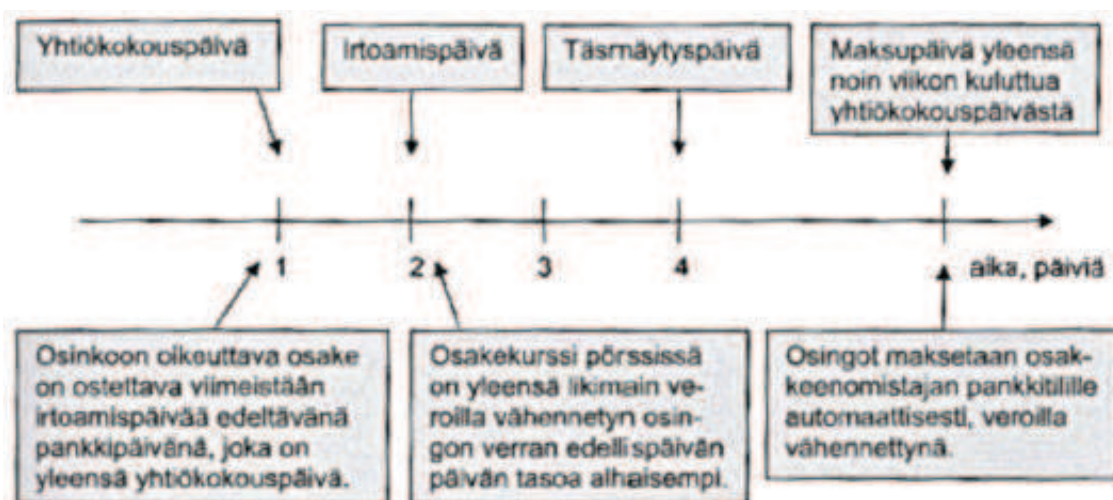 Yhtiökokouspäivä
Irtoamispäivä
Täsmäytyspäivä
Maksupäivä yleensä
noin viikon kuluttua
yhtiökokouspäivästä
1
2
3
4
aika, päiviä
Osinkoon oikeuttava osake
on ostettava viimeistään
irtoamispäivää edeltävänä
pankkipäivänä, joka on
yleensä yhtiökokouspäivä.
Osakekurssi pörssissä
on yleensä likimain ve-
roilla vähennetyn osin-
gon verran edellispäivän
päivän tasoa alhaisempi.
Osingot maksetaan osak-
keenomistajan pankkitilille
automaattisesti, veroilla
vähennettynä.